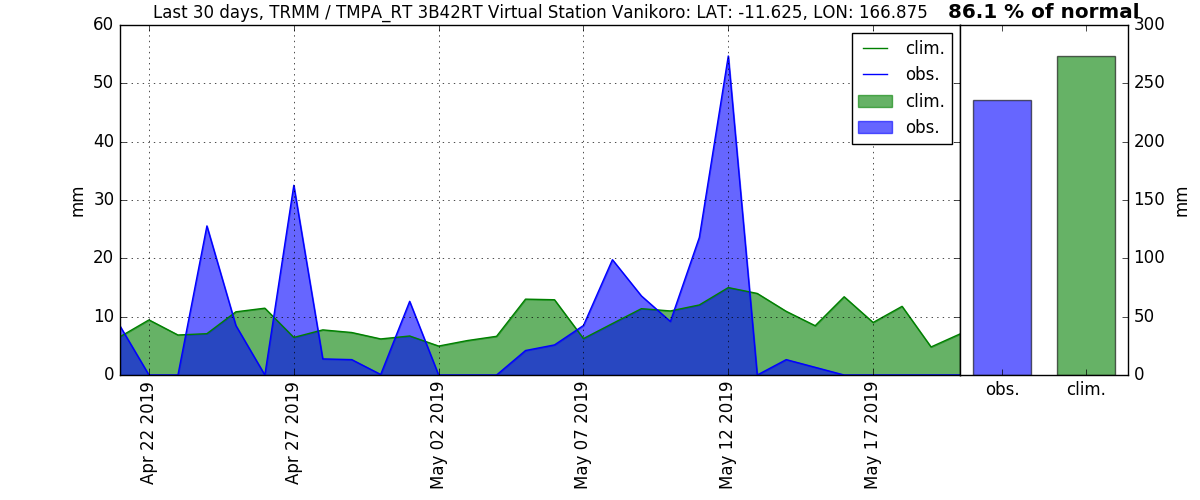 Last 30 days, TRMM / TMPA_RT 3B42RT Virtual Station Vanikoro: LAT: -11.625, LON: 166.875
86.1 % of normal
60
50
40
30
20
10
0
mm
clim.
obs.
clim.
obs.
Apr 22 2019
Apr 27 2019
May 02 2019
May 07 2019
May 12 2019
May 17 2019
300
250
200
150
100
50
0
mm
obs.
clim.